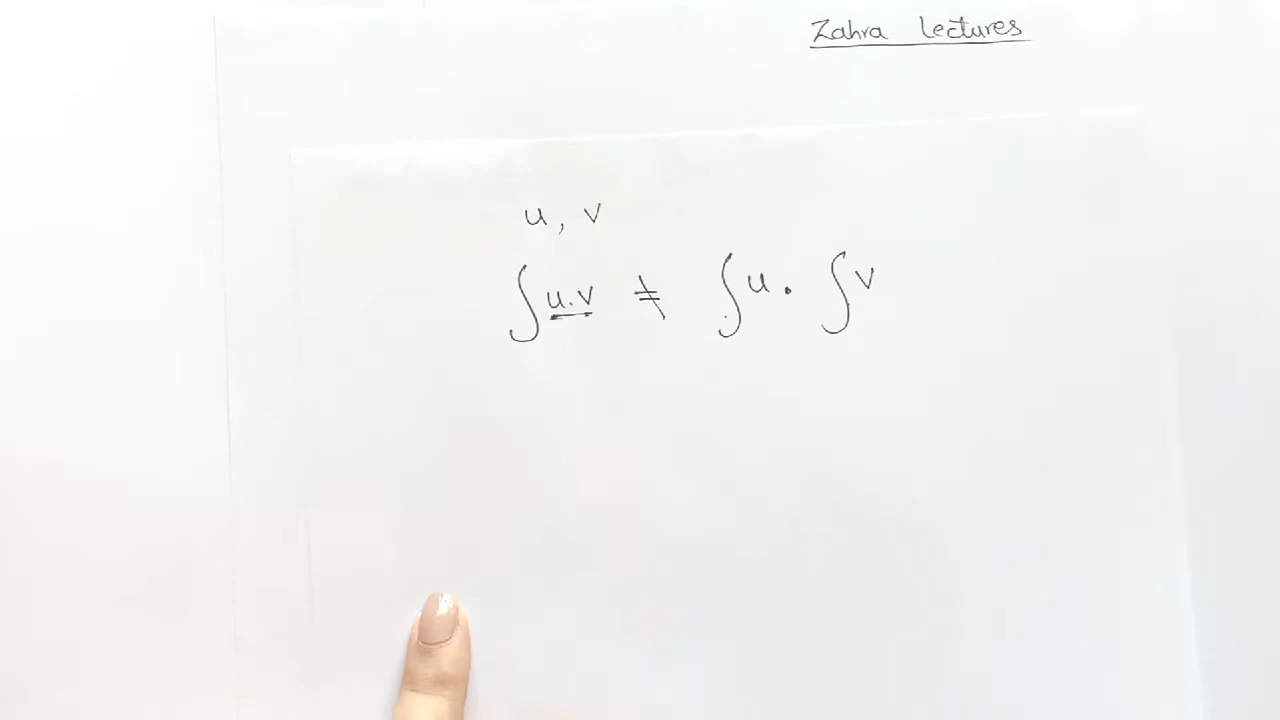 Zahra Lectures
u, v
∫u.v ≠ ∫u . ∫v